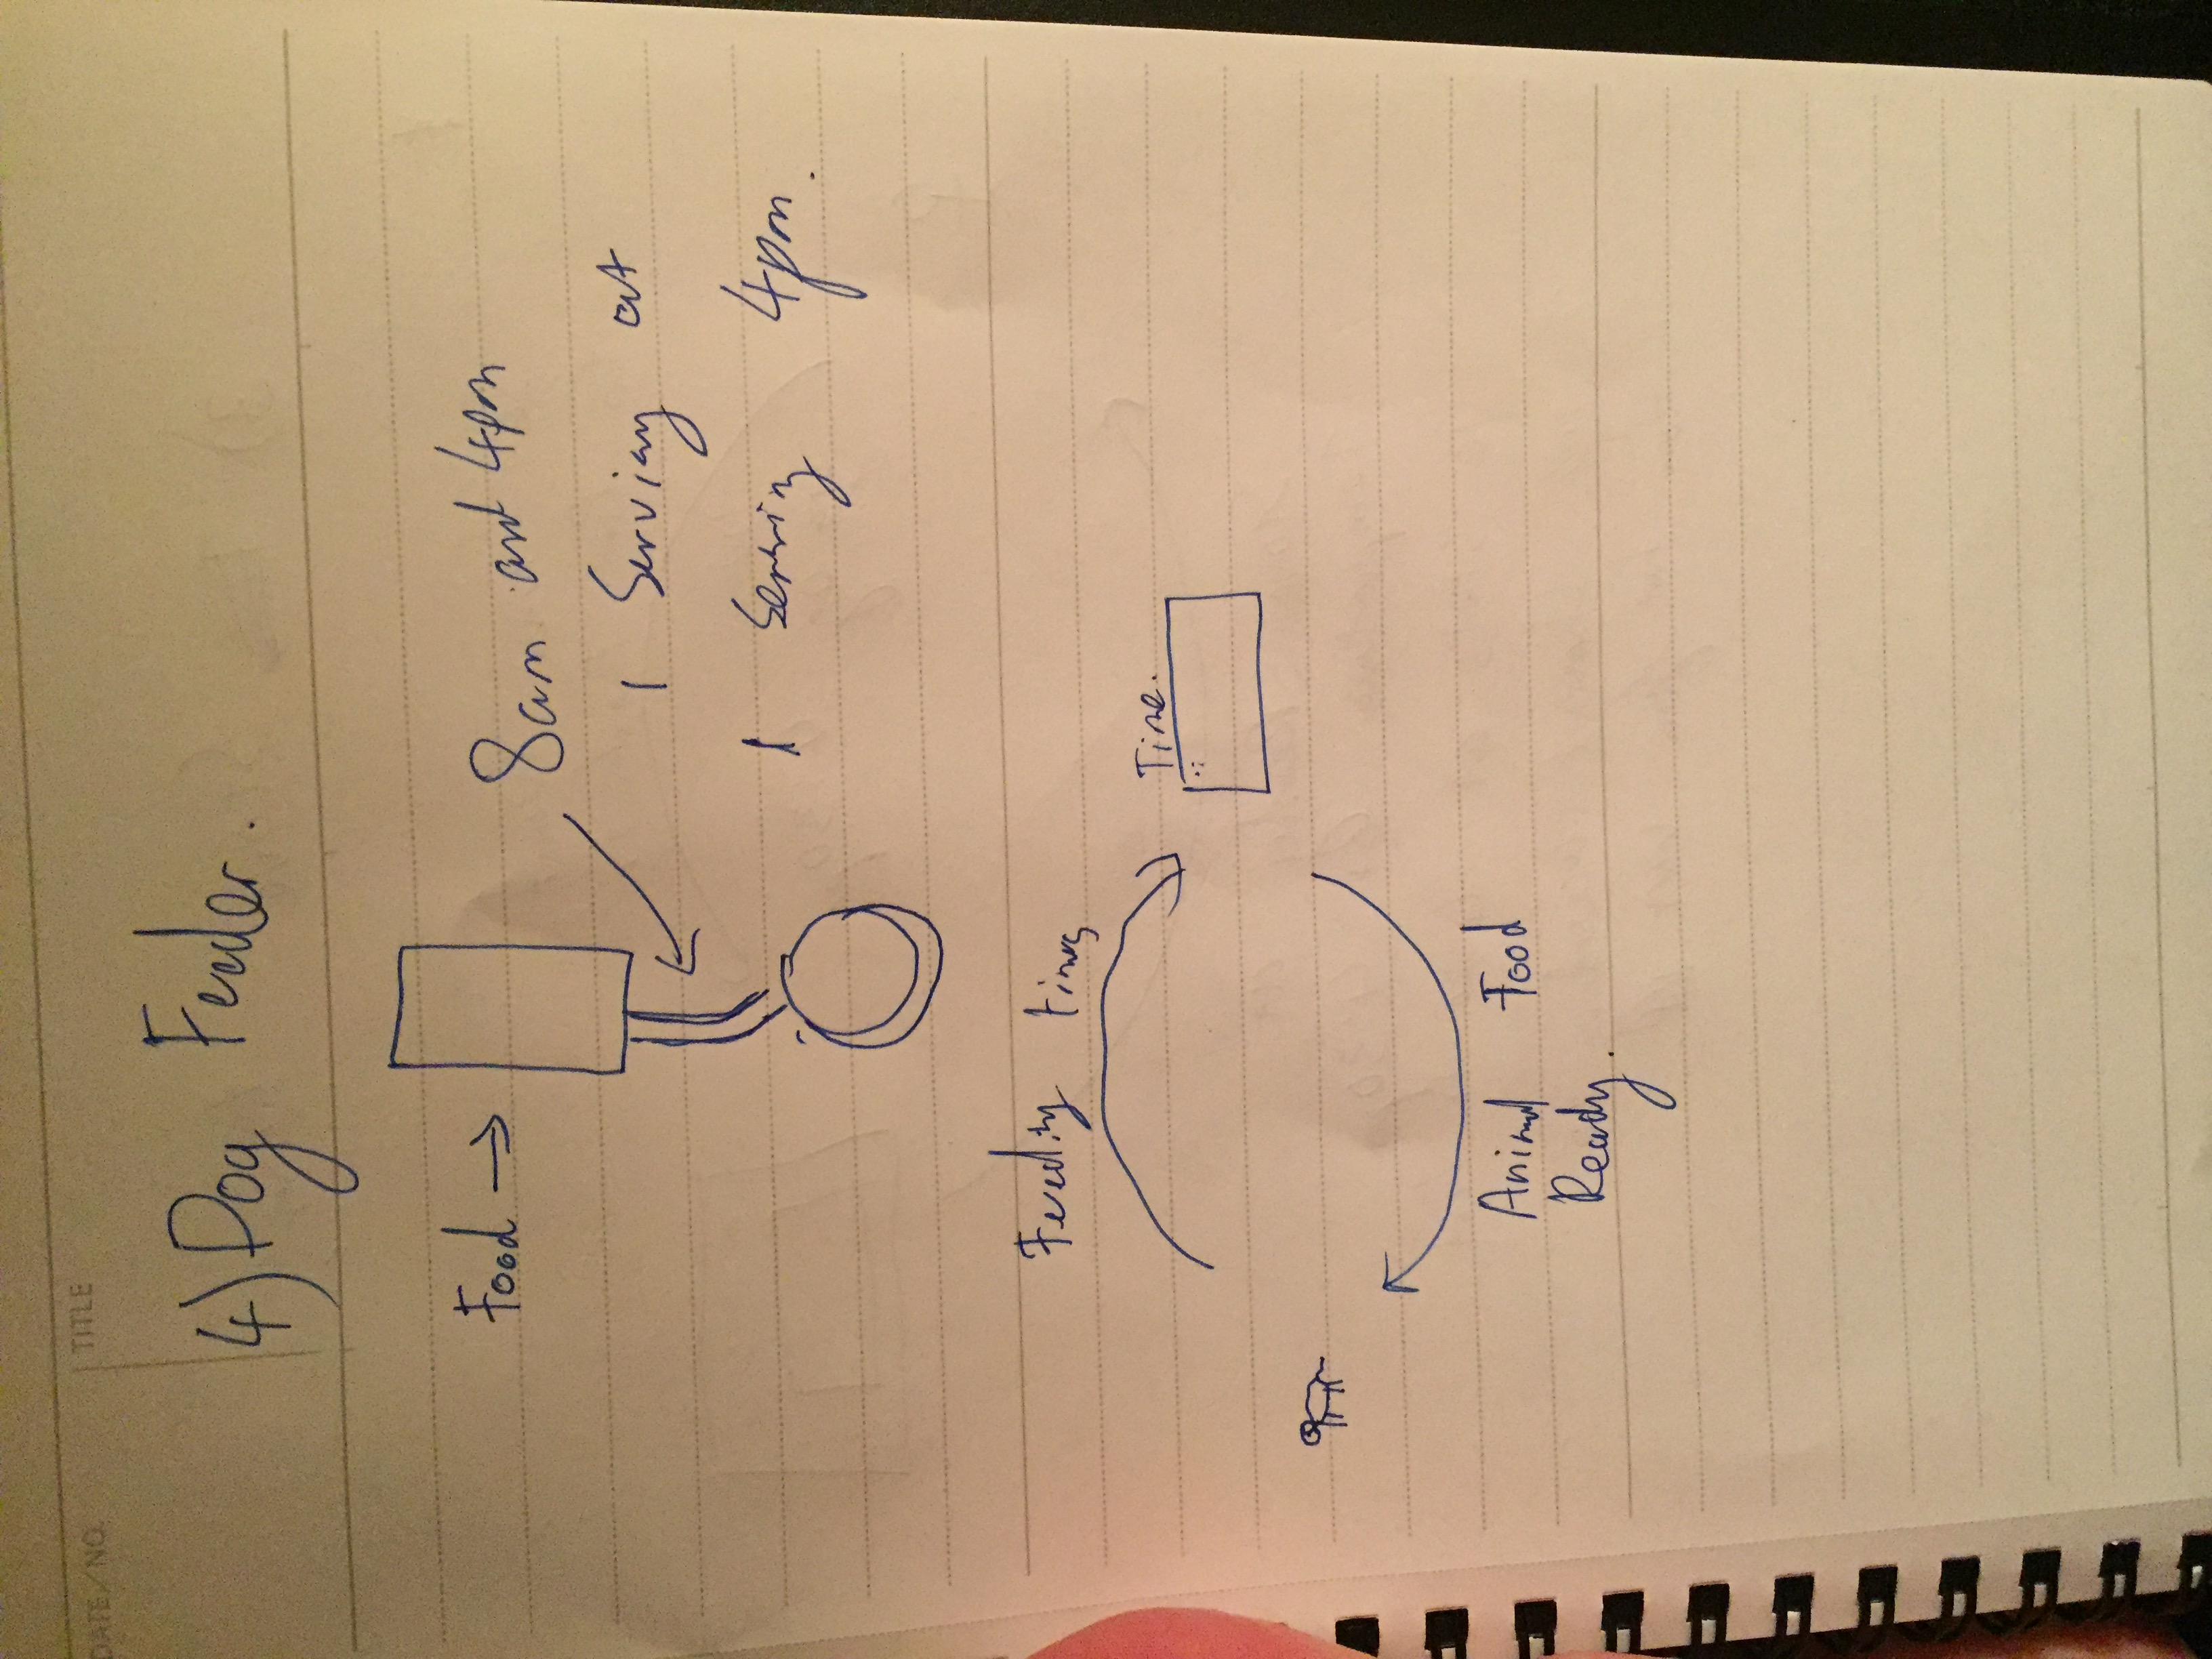 DATE/NO.
TITLE
4) Dog Feeder.
Food →
8am and 4pm
1 Serving at
1 Serving 4pm.
Feeding times
Time.
Animal Food
Ready.